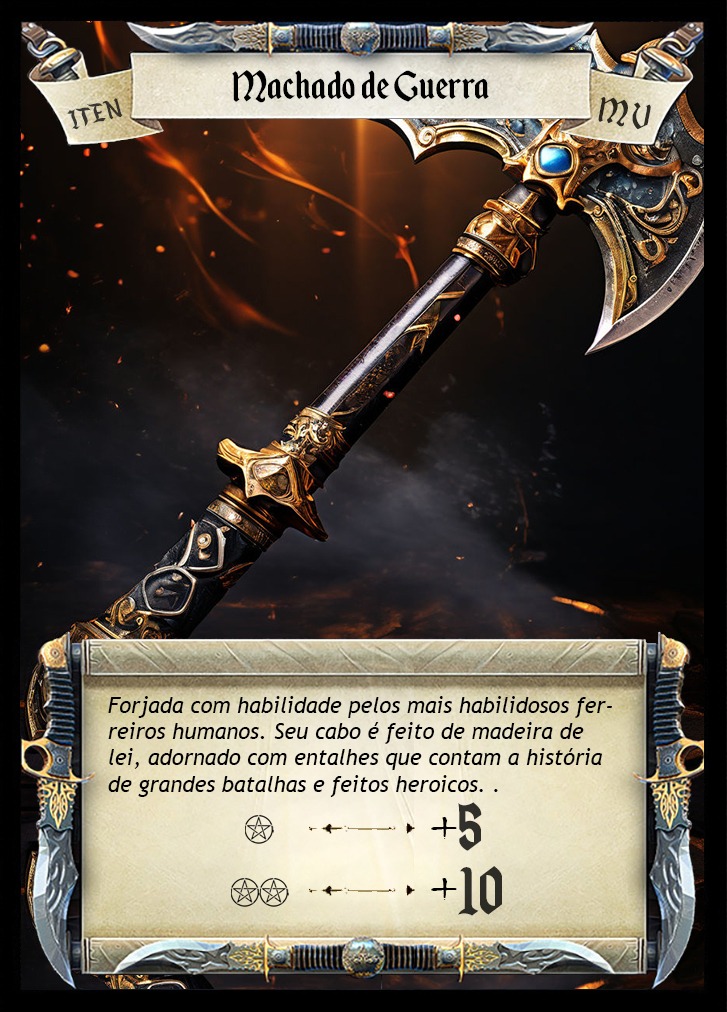 Machado de Guerra
ITEN
MU
Forjada com habilidade pelos mais habilidosos fer-
reiros humanos. Seu cabo é feito de madeira de
lei, adornado com entalhes que contam a história
de grandes batalhas e feitos heroicos. .
+5
+10